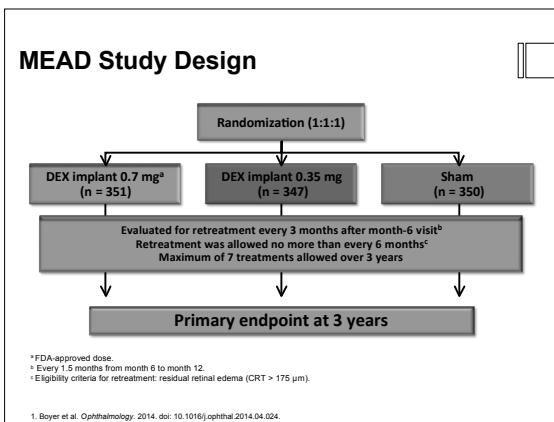 MEAD Study Design
Randomization (1:1:1)
DEX implant 0.7 mgᵃ
(n = 351)
DEX implant 0.35 mg
(n = 347)
Sham
(n = 350)
Evaluated for retreatment every 3 months after month-6 visitᵇ
Retreatment was allowed no more than every 6 monthsᶜ
Maximum of 7 treatments allowed over 3 years
Primary endpoint at 3 years
ᵃ FDA-approved dose.
ᵇ Every 1.5 months from month 6 to month 12.
ᶜ Eligibility criteria for retreatment: residual retinal edema (CRT > 175 μm).
1. Boyer et al. Ophthalmology. 2014. doi: 10.1016/j.ophthal.2014.04.024.